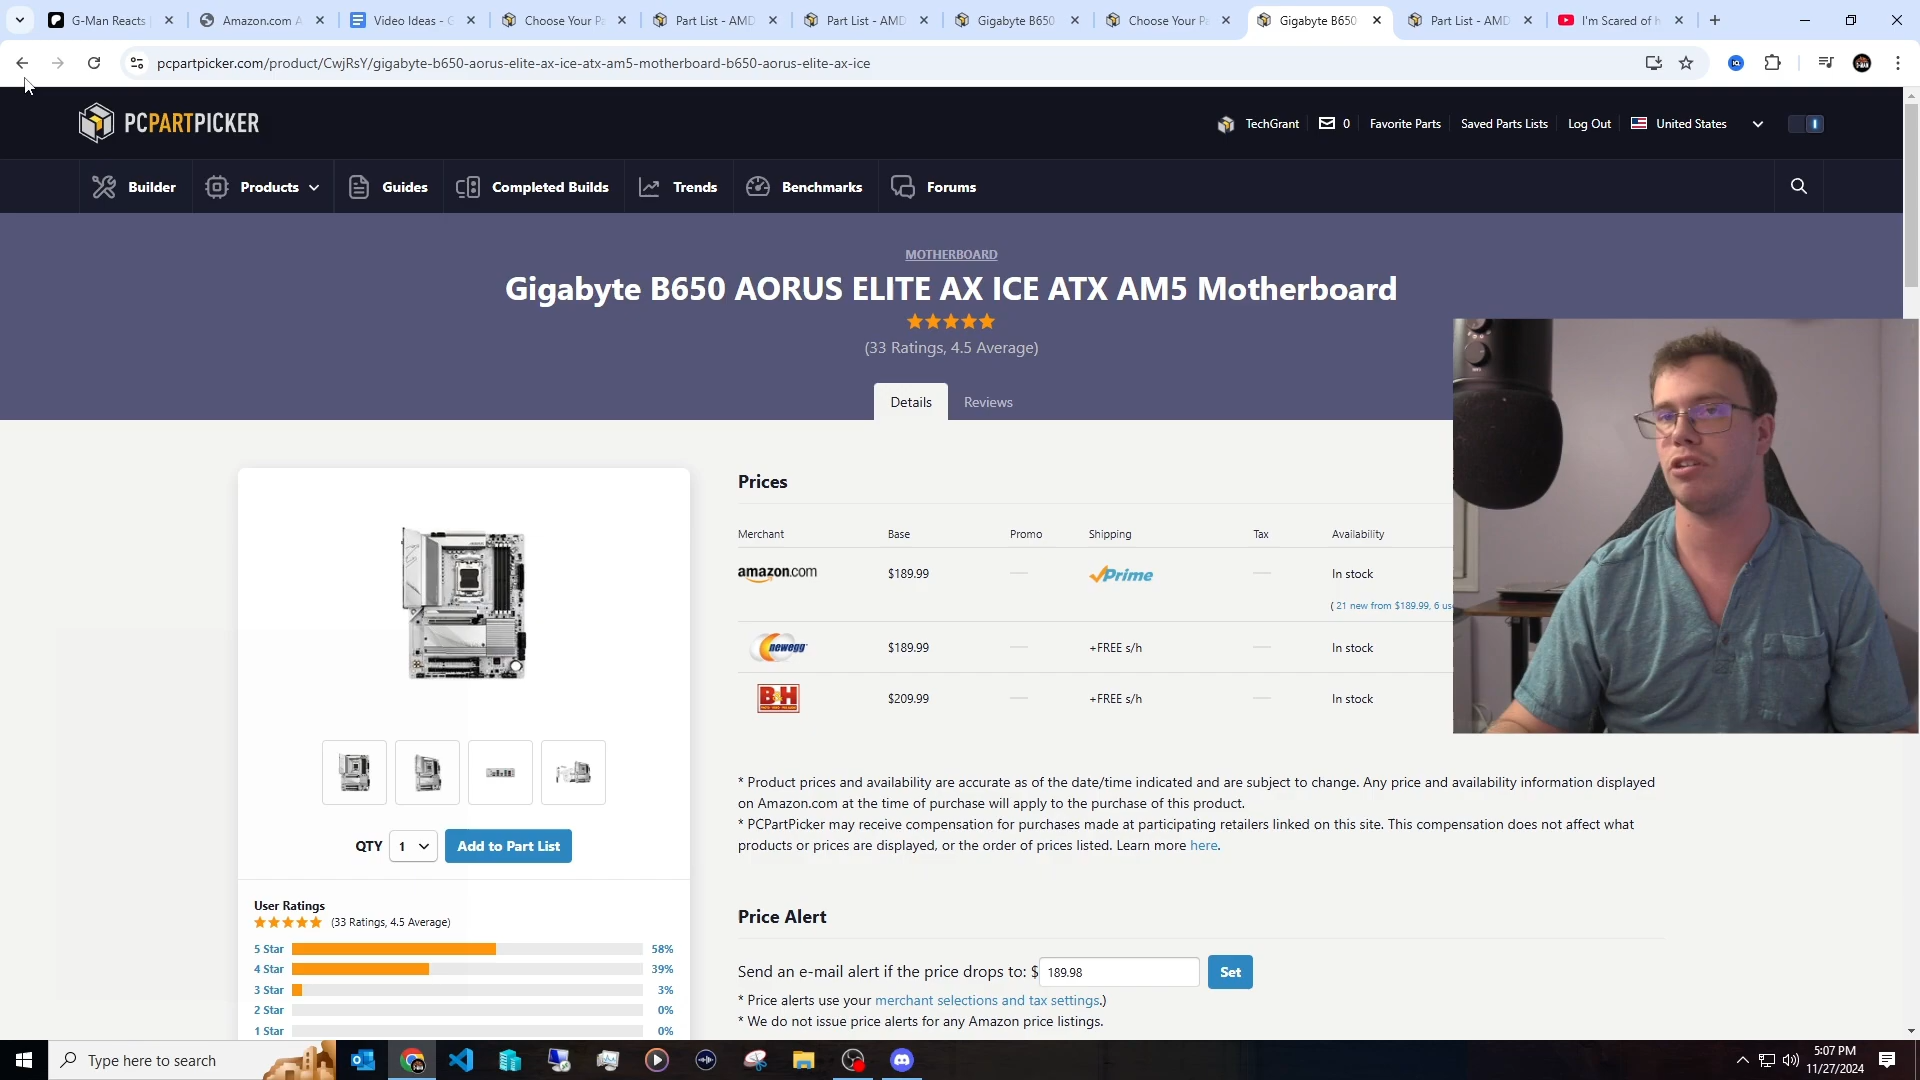 G-Man Reacts
Amazon.com A
Video Ideas - G
Choose Your Pa
Part List - AMD
Part List - AMD
Gigabyte B650
Choose Your Pa
Gigabyte B650
Part List - AMD
I'm Scared of h
pcpartpicker.com/product/CwjRsY/gigabyte-b650-aorus-elite-ax-ice-atx-am5-motherboard-b650-aorus-elite-ax-ice
PCPARTPICKER
TechGrant
0
Favorite Parts
Saved Parts Lists
Log Out
United States
Builder
Products
Guides
Completed Builds
Trends
Benchmarks
Forums
MOTHERBOARD
Gigabyte B650 AORUS ELITE AX ICE ATX AM5 Motherboard
(33 Ratings, 4.5 Average)
Details
Reviews
Prices
Merchant Base Promo Shipping Tax Availability
amazon.com $189.99 — Prime — In stock
( 21 new from $189.99, 6 us
newegg $189.99 — +FREE s/h — In stock
B&H $209.99 — +FREE s/h — In stock
* Product prices and availability are accurate as of the date/time indicated and are subject to change. Any price and availability information displayed
on Amazon.com at the time of purchase will apply to the purchase of this product.
* PCPartPicker may receive compensation for purchases made at participating retailers linked on this site. This compensation does not affect what
products or prices are displayed, or the order of prices listed. Learn more here.
QTY 1 Add to Part List
User Ratings
(33 Ratings, 4.5 Average)
5 Star 58%
4 Star 39%
3 Star 3%
2 Star 0%
1 Star 0%
Price Alert
Send an e-mail alert if the price drops to: $ 189.98 Set
* Price alerts use your merchant selections and tax settings.)
* We do not issue price alerts for any Amazon price listings.
Type here to search
5:07 PM
11/27/2024